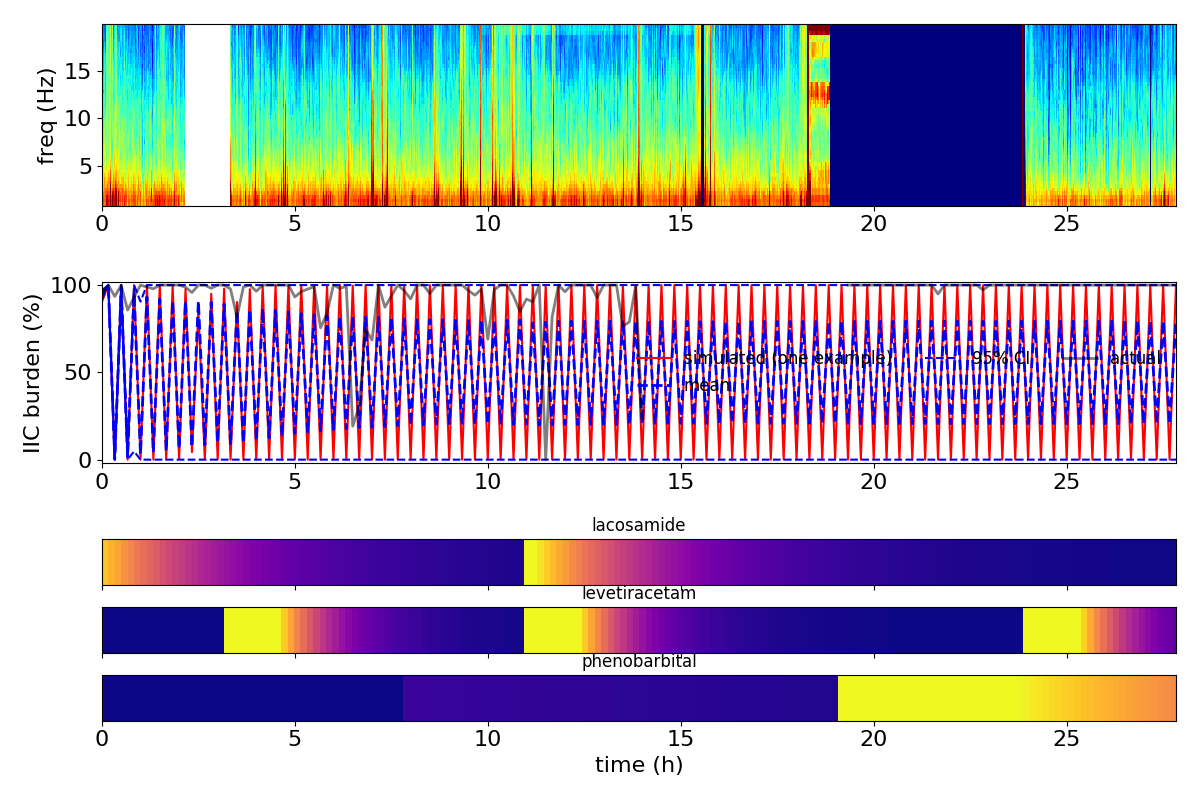 freq (Hz)
15
10
5
0 5 10 15 20 25
IIC burden (%)
100
50
0
simulated (one example) 95% CI actual
mean
0 5 10 15 20 25
lacosamide
levetiracetam
phenobarbital
0 5 10 15 20 25
time (h)